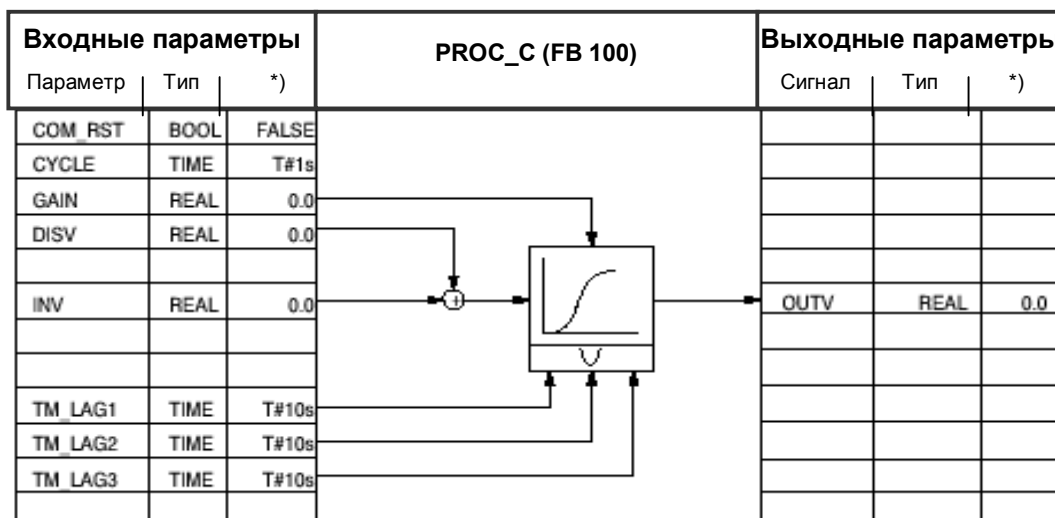 Входные параметры PROC_C (FB 100) Выходные параметры
Параметр Тип *) Сигнал Тип *)
COM_RST BOOL FALSE
CYCLE TIME T#1s
GAIN REAL 0.0
DISV REAL 0.0
INV REAL 0.0 + OUTV REAL 0.0
TM_LAG1 TIME T#10s
TM_LAG2 TIME T#10s
TM_LAG3 TIME T#10s